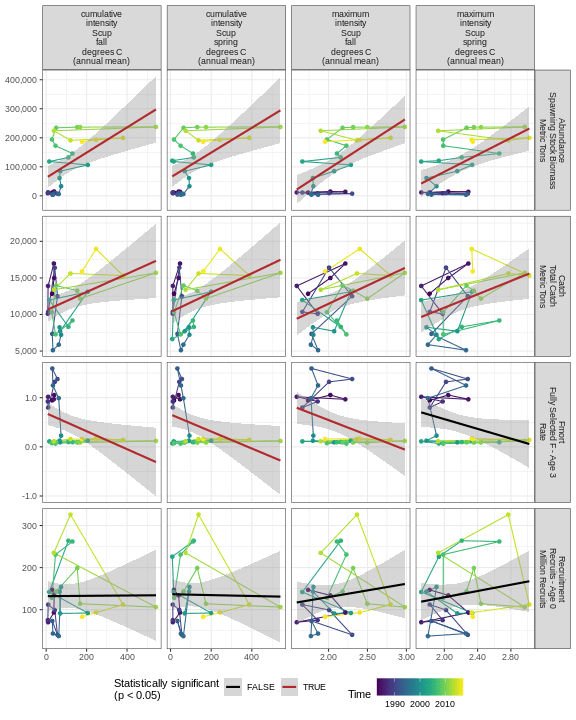 cumulative
intensity
Scup
fall
degrees C
(annual mean)
cumulative
intensity
Scup
spring
degrees C
(annual mean)
maximum
intensity
Scup
fall
degrees C
(annual mean)
maximum
intensity
Scup
spring
degrees C
(annual mean)
400,000
300,000
200,000
100,000
0
Abundance
Spawning Stock Biomass
Metric Tons
20,000
15,000
10,000
5,000
Catch
Total Catch
Metric Tons
1.0
0.0
-1.0
Fmort
Fully Selected F - Age 3
Rate
300
200
100
Recruitment
Recruits - Age 0
Million Recruits
0 200 400
0 200 400
2.00 2.50 3.00
2.00 2.40 2.80
Statistically significant
(p < 0.05)
FALSE
TRUE
Time
1990 2000 2010